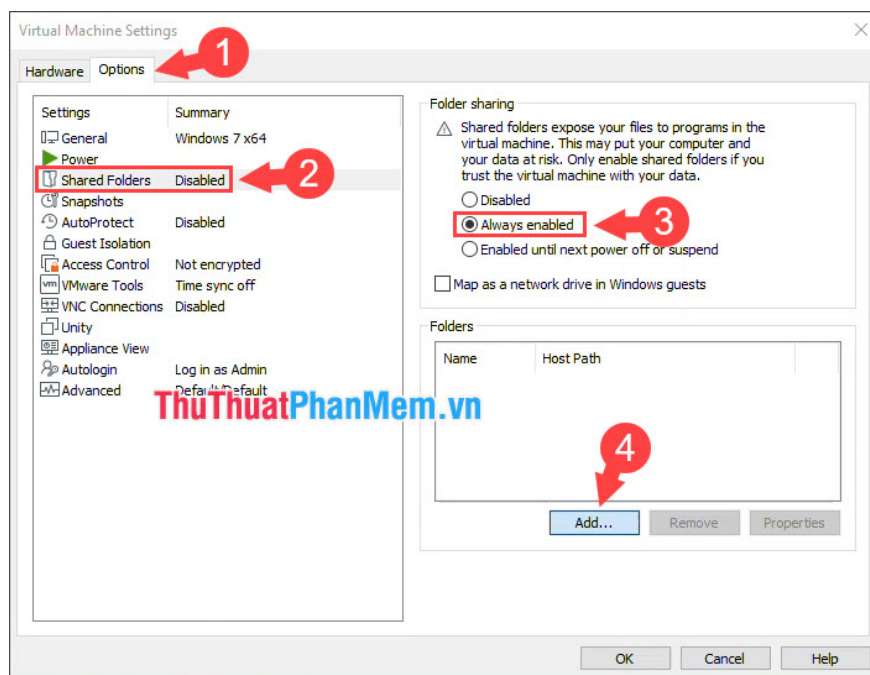 Virtual Machine Settings
1
Hardware Options
Settings Summary
General Windows 7 x64
Power
Shared Folders Disabled
2
Snapshots
AutoProtect Disabled
Guest Isolation
Access Control Not encrypted
vm VMware Tools Time sync off
VNC Connections Disabled
Unity
Appliance View
Autologin Log in as Admin
Advanced Default/Default
ThuThuatPhanMem.vn
Folder sharing
Shared folders expose your files to programs in the
virtual machine. This may put your computer and
your data at risk. Only enable shared folders if you
trust the virtual machine with your data.
Disabled
Always enabled
3
Enabled until next power off or suspend
Map as a network drive in Windows guests
Folders
Name Host Path
4
Add... Remove Properties
OK Cancel Help